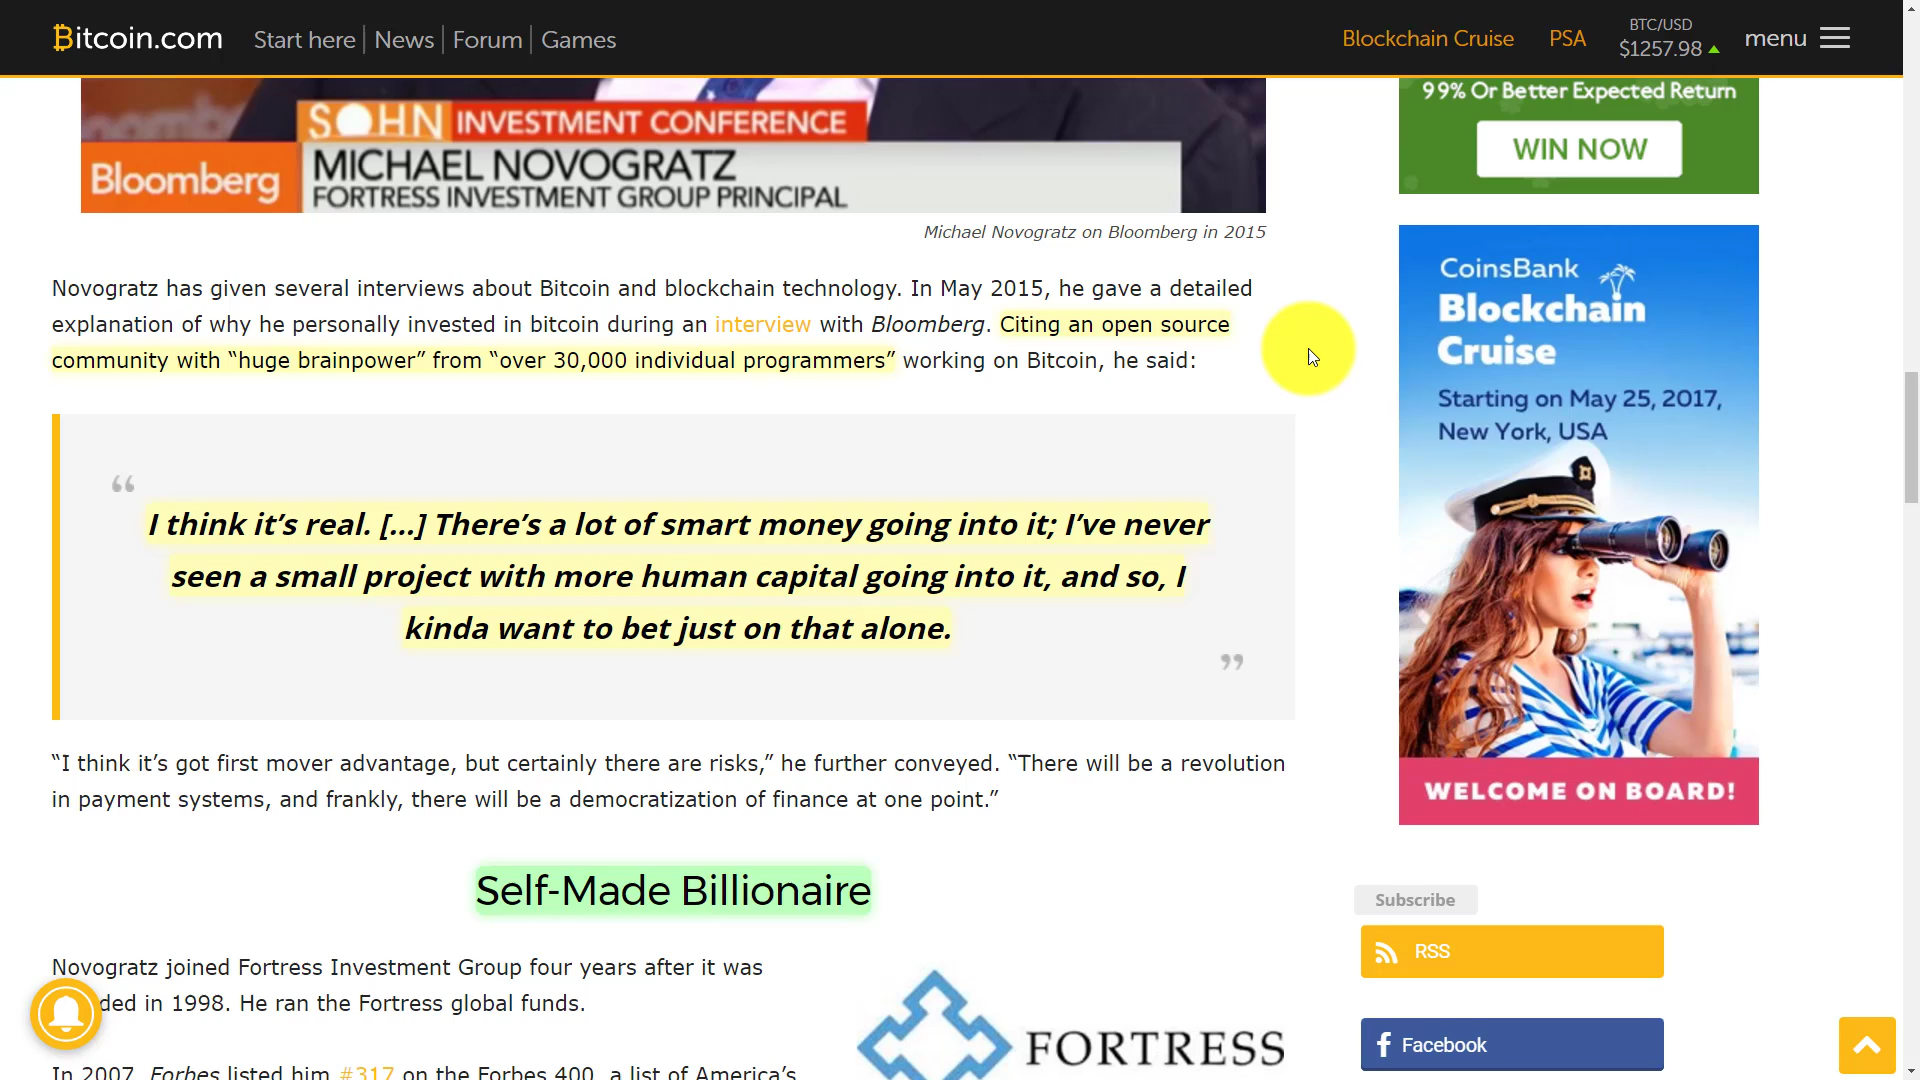 Bitcoin.com
Start here
News
Forum
Games
Blockchain Cruise
PSA
BTC/USD
$1257.98
menu
SOHN INVESTMENT CONFERENCE
Bloomberg
MICHAEL NOVOGRATZ
FORTRESS INVESTMENT GROUP PRINCIPAL
Michael Novogratz on Bloomberg in 2015
Novogratz has given several interviews about Bitcoin and blockchain technology. In May 2015, he gave a detailed
explanation of why he personally invested in bitcoin during an interview with Bloomberg. Citing an open source
community with “huge brainpower” from “over 30,000 individual programmers” working on Bitcoin, he said:
“
I think it’s real. [...] There’s a lot of smart money going into it; I’ve never
seen a small project with more human capital going into it, and so, I
kinda want to bet just on that alone.
”
“I think it’s got first mover advantage, but certainly there are risks,” he further conveyed. “There will be a revolution
in payment systems, and frankly, there will be a democratization of finance at one point.”
Self-Made Billionaire
Novogratz joined Fortress Investment Group four years after it was
ded in 1998. He ran the Fortress global funds.
In 2007, Forbes listed him #317 on the Forbes 400, a list of America’s
FORTRESS
99% Or Better Expected Return
WIN NOW
CoinsBank
Blockchain
Cruise
Starting on May 25, 2017,
New York, USA
WELCOME ON BOARD!
Subscribe
RSS
Facebook